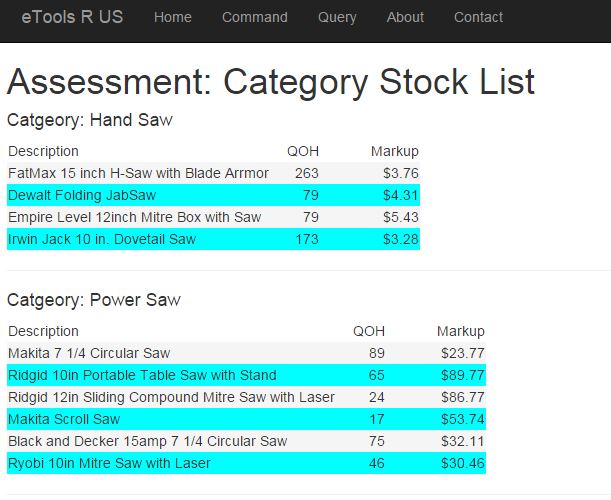 eTools R US Home Command Query About Contact
Assessment: Category Stock List
Catgeory: Hand Saw
Description QOH Markup
FatMax 15 inch H-Saw with Blade Arrmor 263 $3.76
Dewalt Folding JabSaw 79 $4.31
Empire Level 12inch Mitre Box with Saw 79 $5.43
Irwin Jack 10 in. Dovetail Saw 173 $3.28
Catgeory: Power Saw
Description QOH Markup
Makita 7 1/4 Circular Saw 89 $23.77
Ridgid 10in Portable Table Saw with Stand 65 $89.77
Ridgid 12in Sliding Compound Mitre Saw with Laser 24 $86.77
Makita Scroll Saw 17 $53.74
Black and Decker 15amp 7 1/4 Circular Saw 75 $32.11
Ryobi 10in Mitre Saw with Laser 46 $30.46